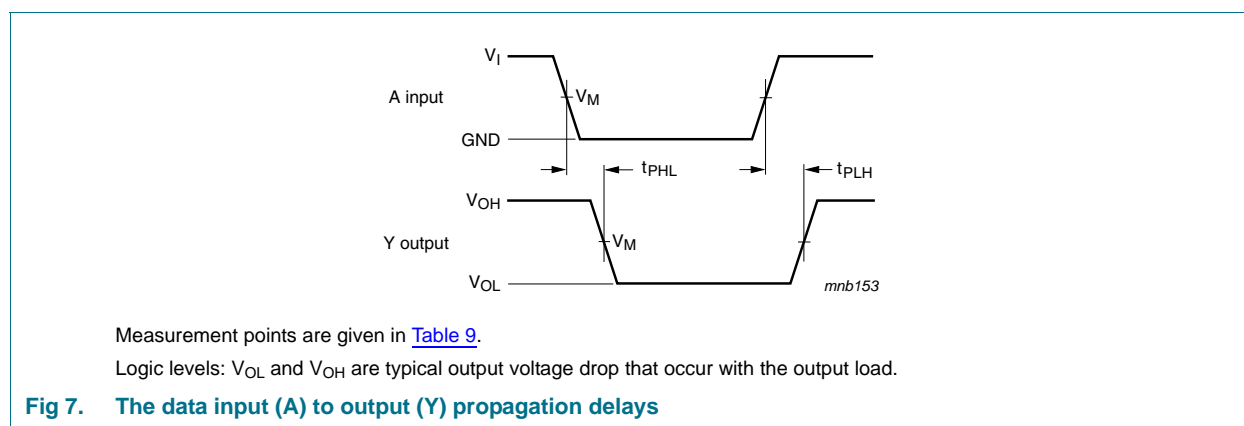 VI
A input
VM
GND
tPHL
tPLH
VOH
Y output
VM
VOL
mnb153
Measurement points are given in Table 9.
Logic levels: VOL and VOH are typical output voltage drop that occur with the output load.
Fig 7. The data input (A) to output (Y) propagation delays